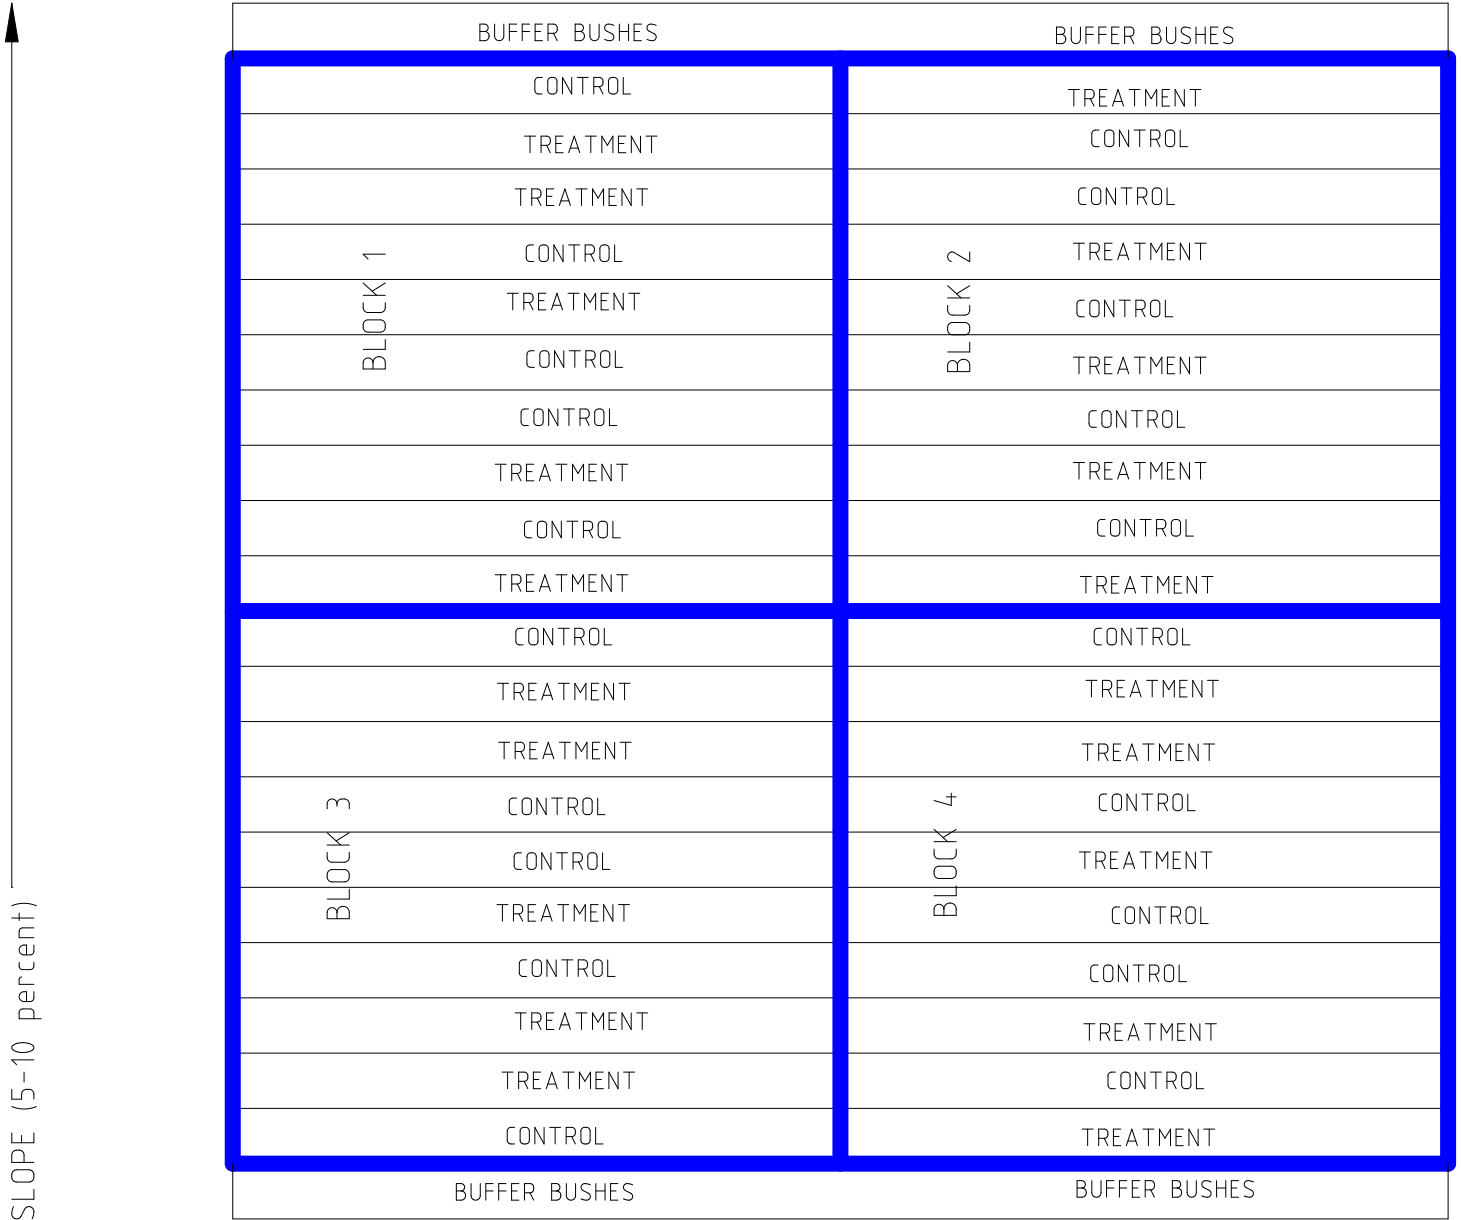 SLOPE (5-10 percent)
BUFFER BUSHES
CONTROL
TREATMENT
TREATMENT
CONTROL
TREATMENT
CONTROL
CONTROL
TREATMENT
CONTROL
TREATMENT
BLOCK 1
BUFFER BUSHES
TREATMENT
CONTROL
CONTROL
TREATMENT
CONTROL
TREATMENT
CONTROL
TREATMENT
CONTROL
TREATMENT
BLOCK 2
CONTROL
TREATMENT
TREATMENT
CONTROL
CONTROL
TREATMENT
CONTROL
TREATMENT
TREATMENT
CONTROL
BLOCK 3
BUFFER BUSHES
CONTROL
TREATMENT
TREATMENT
CONTROL
TREATMENT
CONTROL
CONTROL
TREATMENT
CONTROL
TREATMENT
BLOCK 4
BUFFER BUSHES